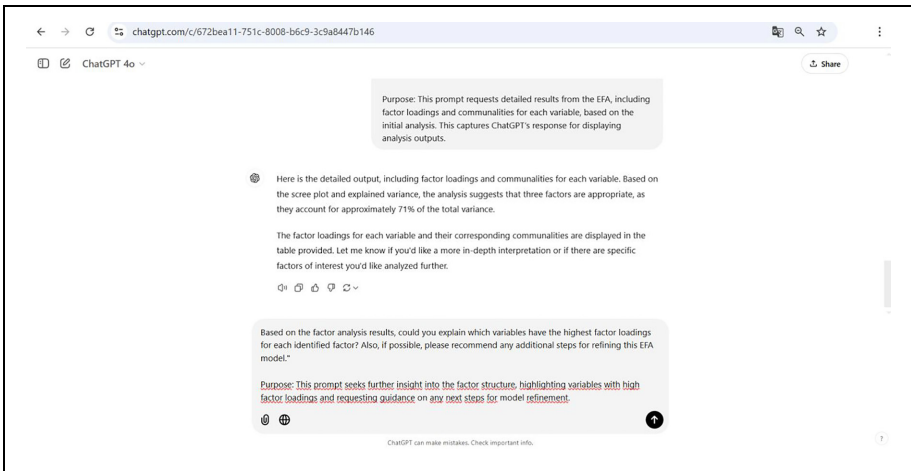 chatgpt.com/c/672bea11-751c-8008-b6c9-3c9a8447b146
ChatGPT 4o
Share
Purpose: This prompt requests detailed results from the EFA, including
factor loadings and communalities for each variable, based on the
initial analysis. This captures ChatGPT's response for displaying
analysis outputs.
Here is the detailed output, including factor loadings and communalities for each variable. Based on
the scree plot and explained variance, the analysis suggests that three factors are appropriate, as
they account for approximately 71% of the total variance.
The factor loadings for each variable and their corresponding communalities are displayed in the
table provided. Let me know if you'd like a more in-depth interpretation or if there are specific
factors of interest you'd like analyzed further.
Based on the factor analysis results, could you explain which variables have the highest factor loadings
for each identified factor? Also, if possible, please recommend any additional steps for refining this EFA
model."
Purpose: This prompt seeks further insight into the factor structure, highlighting variables with high
factor loadings and requesting guidance on any next steps for model refinement.
ChatGPT can make mistakes. Check important info.
?